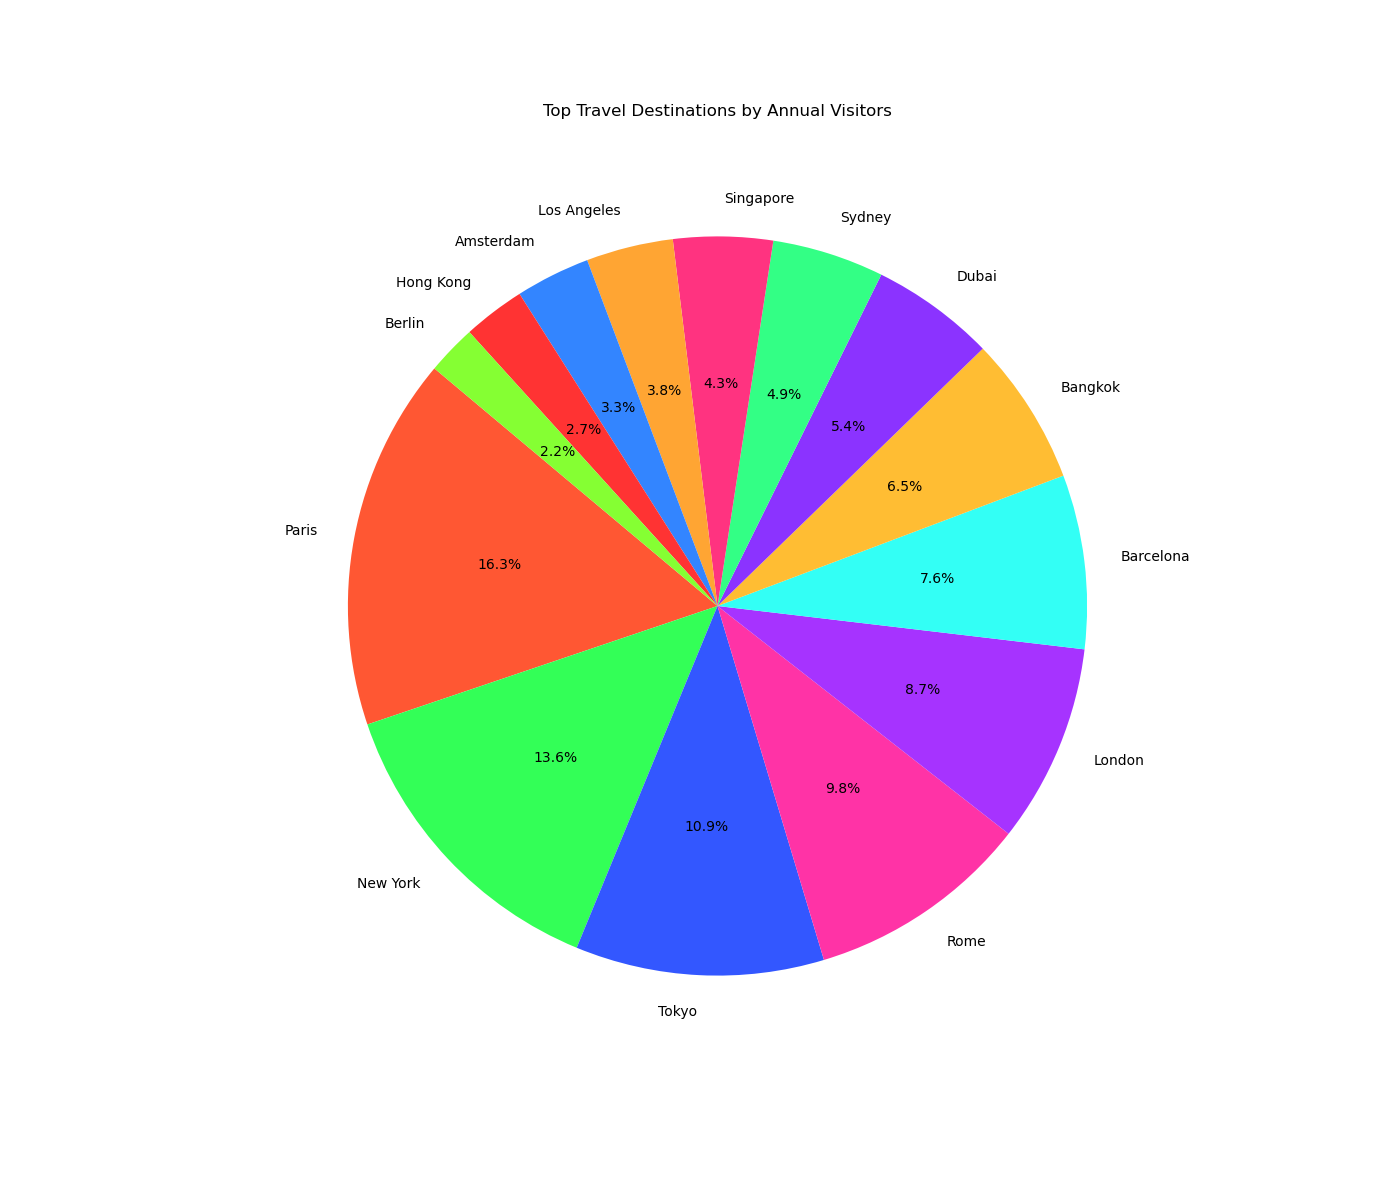 Top Travel Destinations by Annual Visitors
Singapore
Los Angeles
Sydney
Amsterdam
Dubai
Hong Kong
Berlin
Bangkok
4.3%
3.8%
4.9%
3.3%
5.4%
2.7%
2.2%
6.5%
Paris
Barcelona
16.3%
7.6%
8.7%
13.6%
London
9.8%
10.9%
New York
Rome
Tokyo